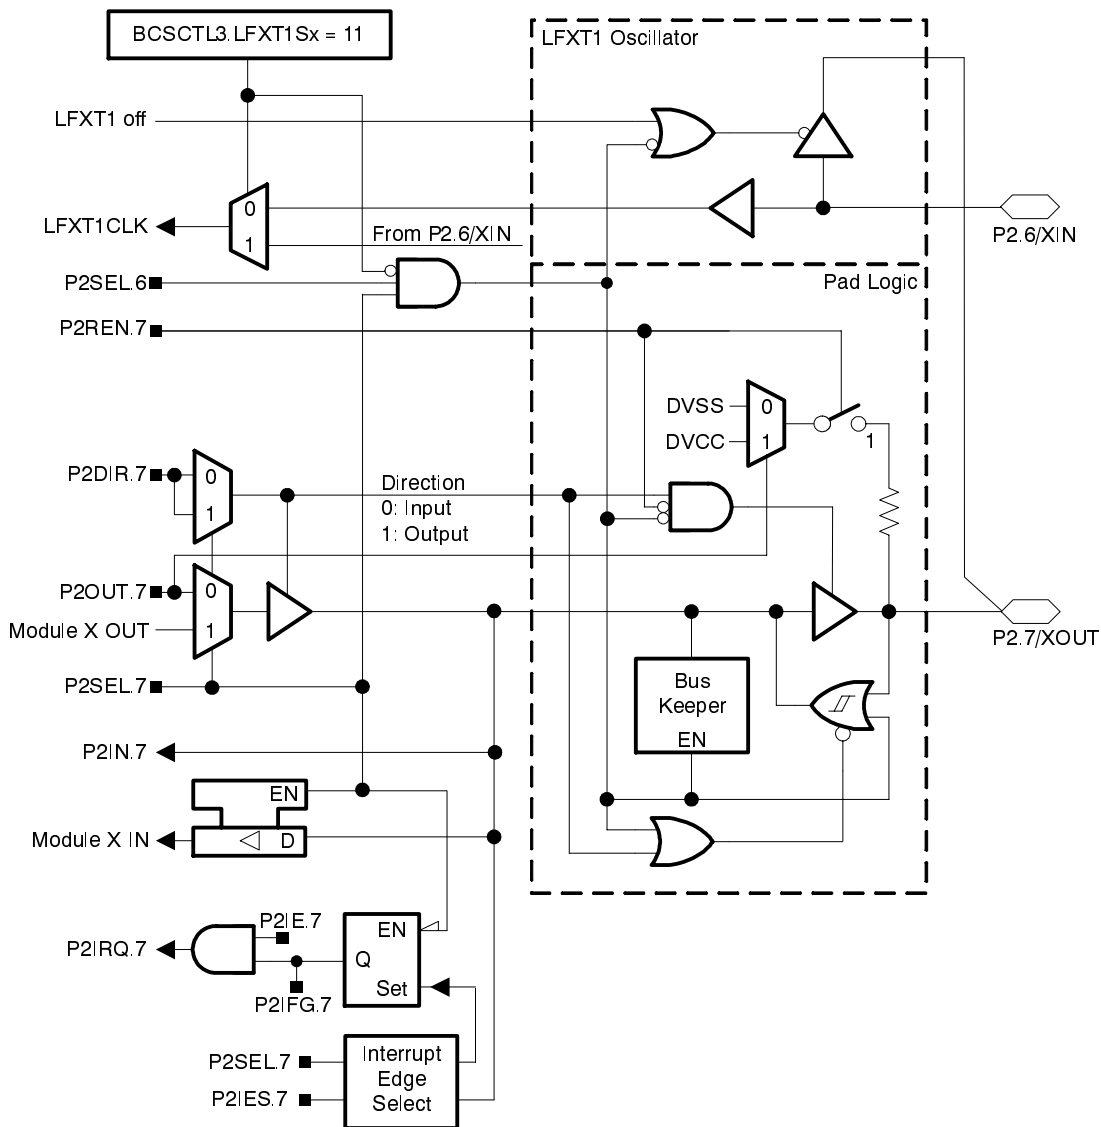 BCSCTL3.LFXT1Sx = 11
LFXT1 Oscillator
LFXT1 off
0
LFXT1CLK
1
From P2.6/XIN
P2.6/XIN
P2SEL.6
Pad Logic
P2REN.7
DVSS
0
DVCC
1
1
P2DIR.7
0
1
Direction
0: Input
1: Output
P2OUT.7
0
Module X OUT
1
P2.7/XOUT
P2SEL.7
Bus
Keeper
EN
P2IN.7
EN
Module X IN
D
P2IE.7
EN
P2IRQ.7
Q
Set
P2IFG.7
P2SEL.7
Interrupt
Edge
Select
P2IES.7